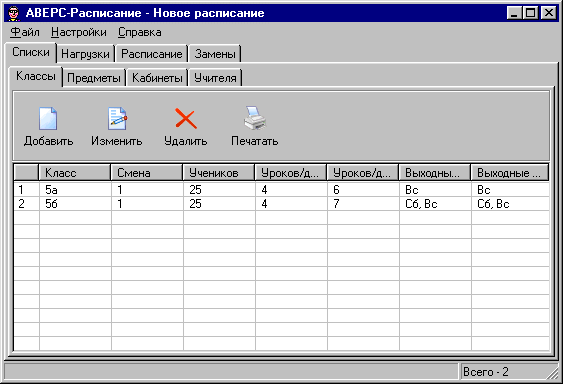 АВЕРС-Расписание - Новое расписание
Файл Настройки Справка
Списки Нагрузки Расписание Замены
Классы Предметы Кабинеты Учителя
Добавить Изменить Удалить Печатать
Класс Смена Учеников Уроков/д... Уроков/д... Выходны... Выходные ...
1 5а 1 25 4 6 Вс Вс
2 5б 1 25 4 7 Сб, Вс Сб, Вс
Всего - 2